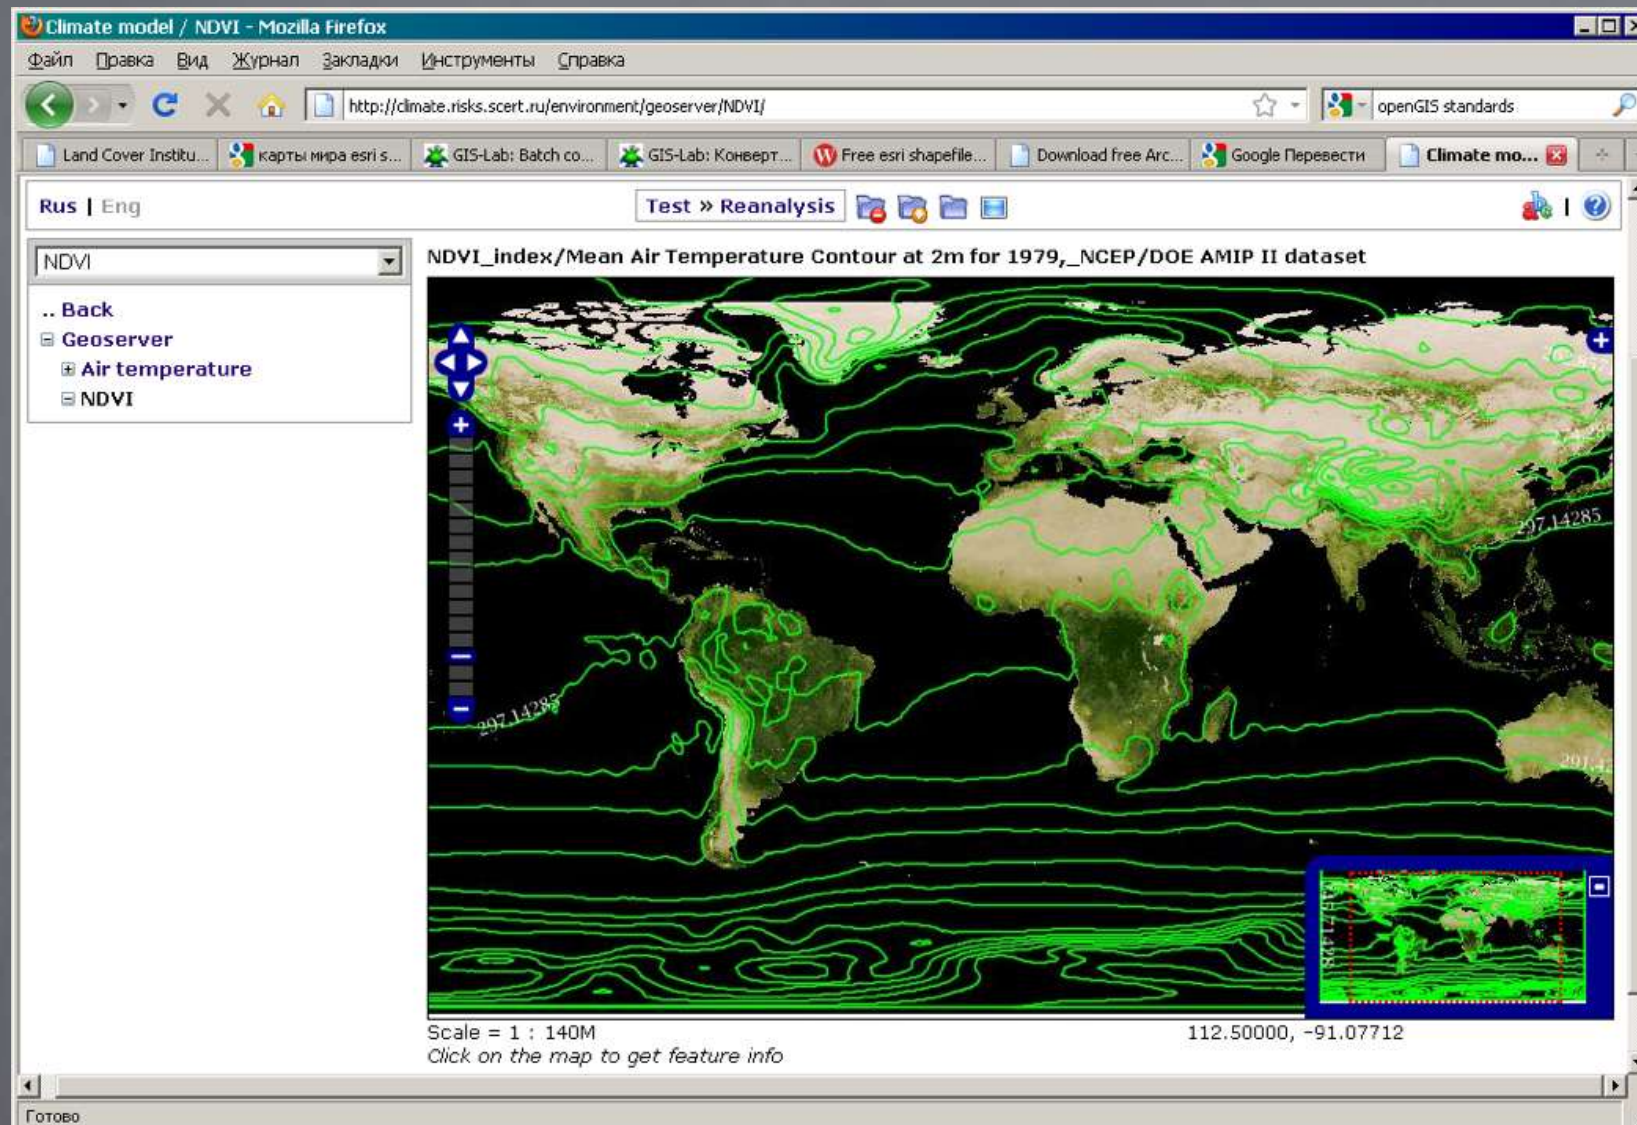 Climate model / NDVI - Mozilla Firefox
Файл Правка Вид Журнал Закладки Инструменты Справка
http://climate.risks.scert.ru/environment/geoserver/NDVI/ openGIS standards
Land Cover Institu... карты мира esri s... GIS-Lab: Batch co... GIS-Lab: Конверт... Free esri shapefile... Download free Arc... Google Перевести Climate mo...
Rus | Eng Test » Reanalysis
NDVI
.. Back
Geoserver
Air temperature
NDVI
NDVI_index/Mean Air Temperature Contour at 2m for 1979,_NCEP/DOE AMIP II dataset
297.14285
297.14285
Scale = 1 : 140M 112.50000, -91.07712
Click on the map to get feature info
Готово